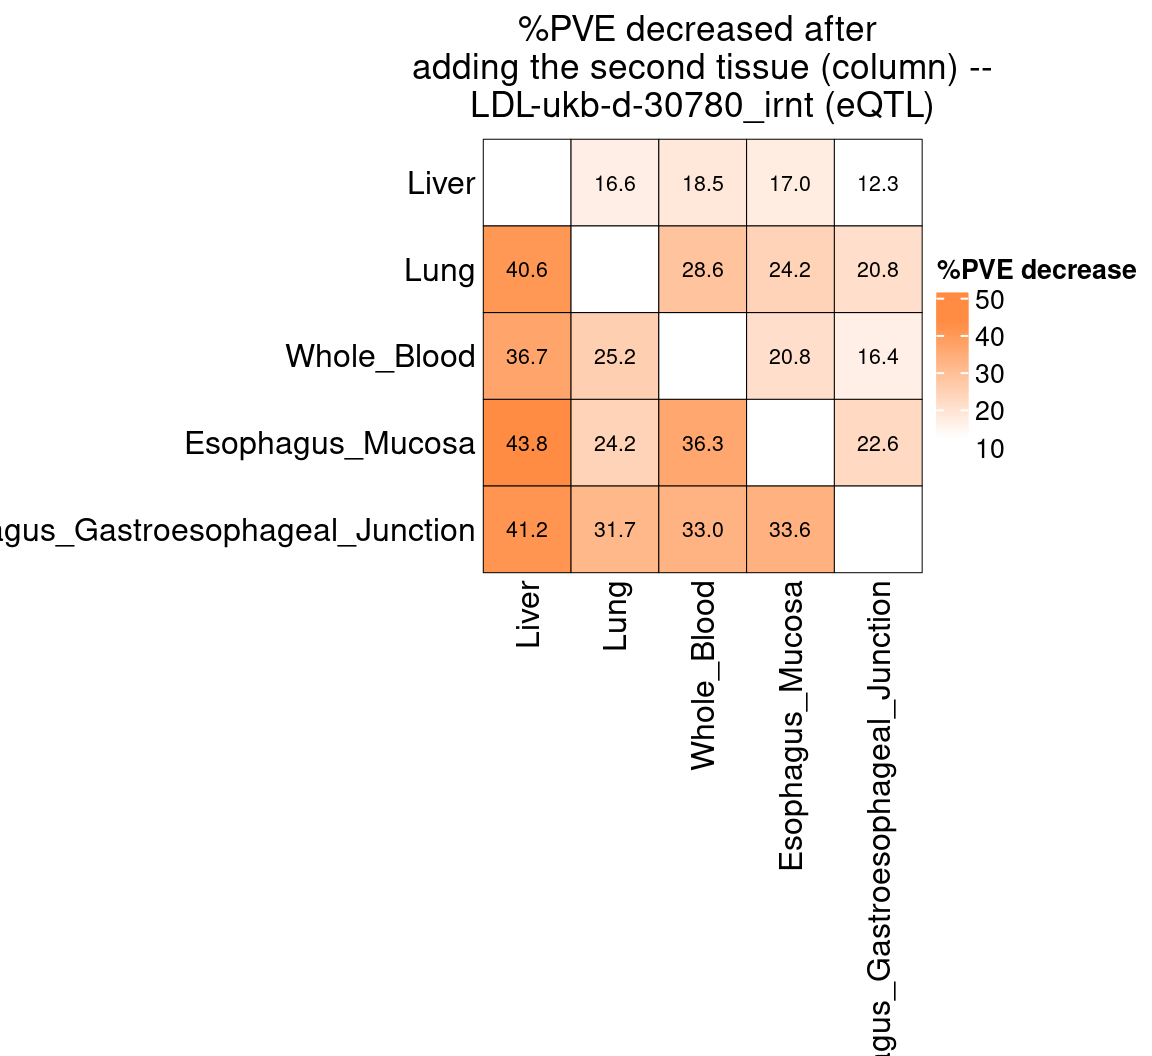 %PVE decreased after
adding the second tissue (column) --
LDL-ukb-d-30780_irnt (eQTL)
Liver 16.6 18.5 17.0 12.3
Lung 40.6 28.6 24.2 20.8
%PVE decrease
50
40
30
20
10
Whole_Blood 36.7 25.2 20.8 16.4
Esophagus_Mucosa 43.8 24.2 36.3 22.6
agus_Gastroesophageal_Junction 41.2 31.7 33.0 33.6
Liver
Lung
Whole_Blood
Esophagus_Mucosa
agus_Gastroesophageal_Junction